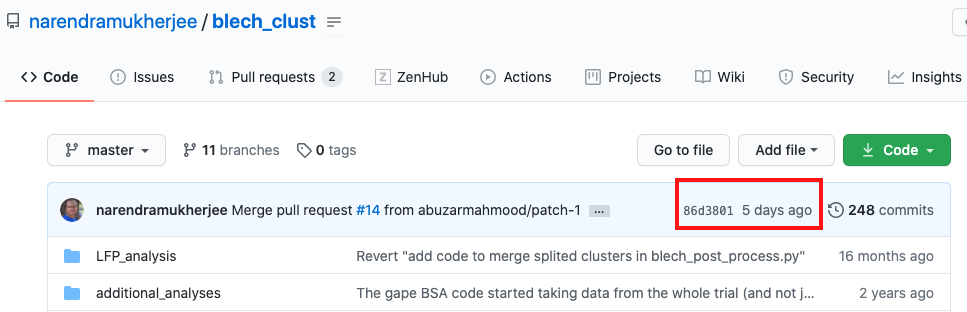 narendramukherjee / blech_clust
Code Issues Pull requests 2 ZenHub Actions Projects Wiki Security Insights
master 11 branches 0 tags Go to file Add file Code
narendramukherjee Merge pull request #14 from abuzarmahmood/patch-1 ... 86d3801 5 days ago 248 commits
LFP_analysis Revert "add code to merge splited clusters in blech_post_process.py" 16 months ago
additional_analyses The gape BSA code started taking data from the whole trial (and not j... 2 years ago